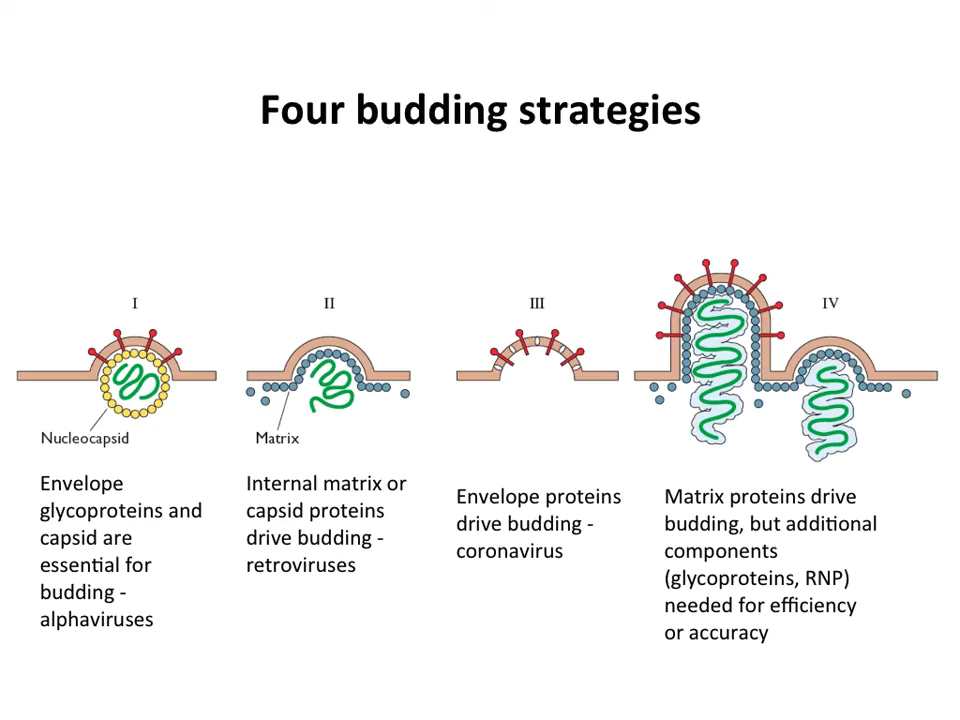 Four budding strategies
I
II
III
IV
Nucleocapsid
Matrix
Envelope
glycoproteins and
capsid are
essential for
budding -
alphaviruses
Internal matrix or
capsid proteins
drive budding -
retroviruses
Envelope proteins
drive budding -
coronavirus
Matrix proteins drive
budding, but additional
components
(glycoproteins, RNP)
needed for efficiency
or accuracy